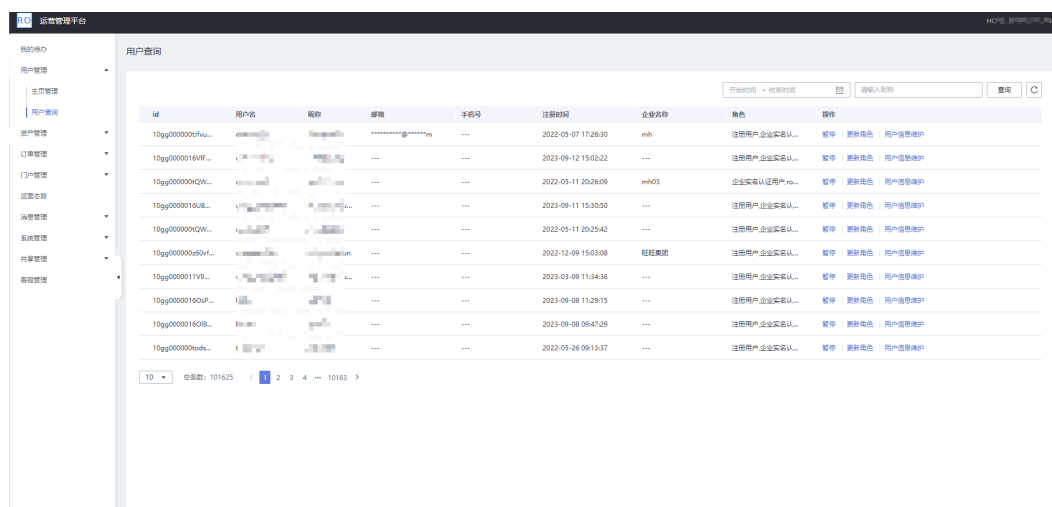 RO 运营管理平台
我的待办
用户管理
主页管理
用户查询
资产管理
订单管理
门户管理
运营态势
消息管理
系统管理
共享管理
客服管理
用户查询
开始时间 - 结束时间 请输入昵称 查询
id 用户名 昵称 邮箱 手机号 注册时间 企业名称 角色 操作
10gg000000tJfvu... **********@******m --- 2022-05-07 17:26:30 mh 注册用户,企业实名认... 暂停 更新角色 用户信息维护
10gg0000016VlF... --- --- 2023-09-12 15:02:22 --- 注册用户,企业实名认... 暂停 更新角色 用户信息维护
10gg000000tQW... --- --- 2022-05-11 20:26:09 mh03 企业实名认证用户,ro... 暂停 更新角色 用户信息维护
10gg0000016U8... --- --- 2023-09-11 15:30:50 --- 注册用户,企业实名认... 暂停 更新角色 用户信息维护
10gg000000tQW... --- --- 2022-05-11 20:25:42 --- 注册用户,企业实名认... 暂停 更新角色 用户信息维护
10gg000000z60vf... --- --- 2022-12-09 15:03:08 旺旺集团 注册用户,企业实名认... 暂停 更新角色 用户信息维护
10gg0000011V9... --- --- 2023-03-09 11:34:36 --- 注册用户,企业实名认... 暂停 更新角色 用户信息维护
10gg0000016OsP... --- --- 2023-09-08 11:29:15 --- 注册用户,企业实名认... 暂停 更新角色 用户信息维护
10gg0000016Ol8... --- --- 2023-09-08 09:47:29 --- 注册用户,企业实名认... 暂停 更新角色 用户信息维护
10gg000000tods... --- --- 2022-05-26 09:13:37 --- 注册用户,企业实名认... 暂停 更新角色 用户信息维护
10 总条数: 101625 1 2 3 4 ... 10163